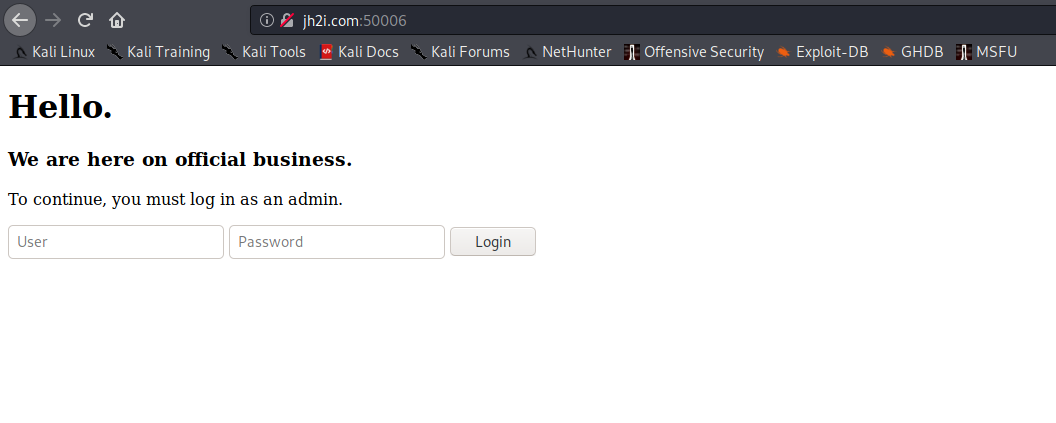 jh2i.com:50006
Kali Linux Kali Training Kali Tools Kali Docs Kali Forums NetHunter Offensive Security Exploit-DB GHDB MSFU
Hello.
We are here on official business.
To continue, you must log in as an admin.
User Password Login